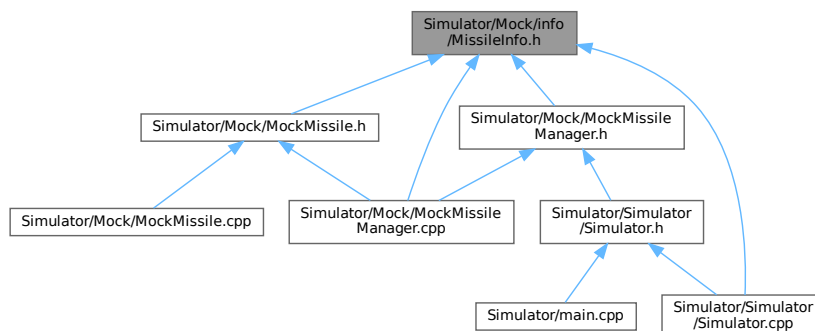 Simulator/Mock/info
/MissileInfo.h
Simulator/Mock/MockMissile.h
Simulator/Mock/MockMissile
Manager.h
Simulator/Mock/MockMissile.cpp
Simulator/Mock/MockMissile
Manager.cpp
Simulator/Simulator
/Simulator.h
Simulator/main.cpp
Simulator/Simulator
/Simulator.cpp